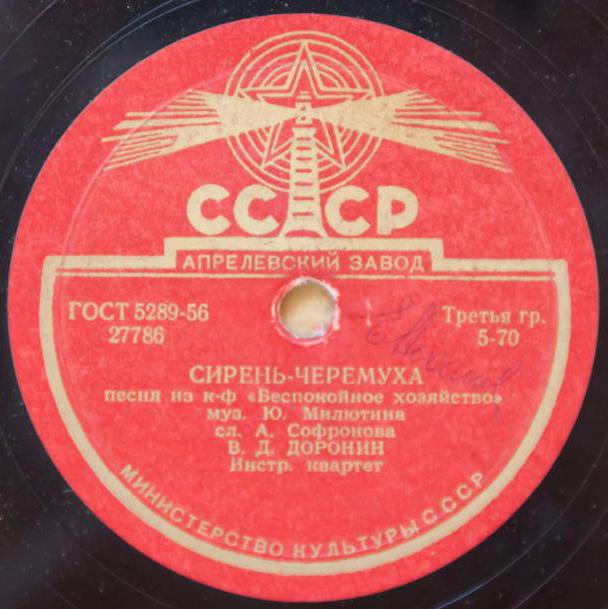 СССР
АПРЕЛЕВСКИЙ ЗАВОД
ГОСТ 5289-56
27786
Третья гр.
5-70
СИРЕНЬ-ЧЕРЕМУХА
песня из к-ф «Беспокойное хозяйство»
муз. Ю. Милютина
сл. А. Софронова
В. Д. ДОРОНИН
Инстр. квартет
МИНИСТЕРСТВО КУЛЬТУРЫ СССР